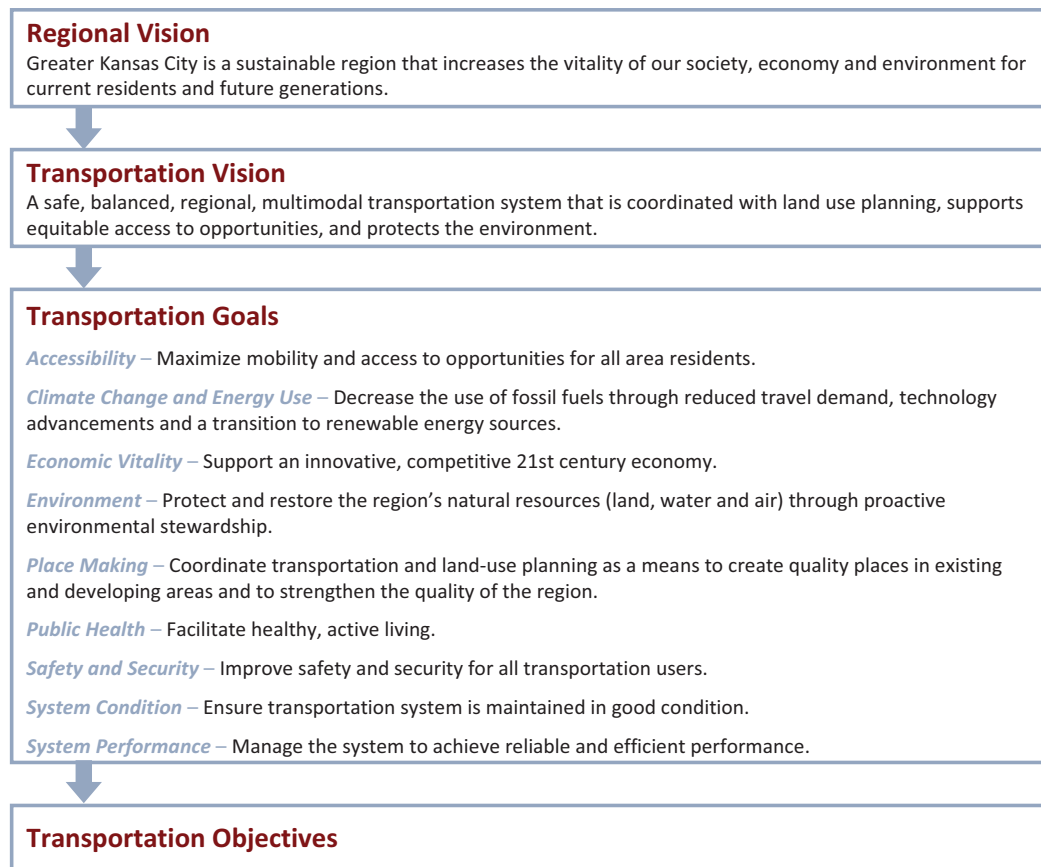 Regional Vision
Greater Kansas City is a sustainable region that increases the vitality of our society, economy and environment for
current residents and future generations.
Transportation Vision
A safe, balanced, regional, multimodal transportation system that is coordinated with land use planning, supports
equitable access to opportunities, and protects the environment.
Transportation Goals
Accessibility – Maximize mobility and access to opportunities for all area residents.
Climate Change and Energy Use – Decrease the use of fossil fuels through reduced travel demand, technology
advancements and a transition to renewable energy sources.
Economic Vitality – Support an innovative, competitive 21st century economy.
Environment – Protect and restore the region's natural resources (land, water and air) through proactive
environmental stewardship.
Place Making – Coordinate transportation and land-use planning as a means to create quality places in existing
and developing areas and to strengthen the quality of the region.
Public Health – Facilitate healthy, active living.
Safety and Security – Improve safety and security for all transportation users.
System Condition – Ensure transportation system is maintained in good condition.
System Performance – Manage the system to achieve reliable and efficient performance.
Transportation Objectives